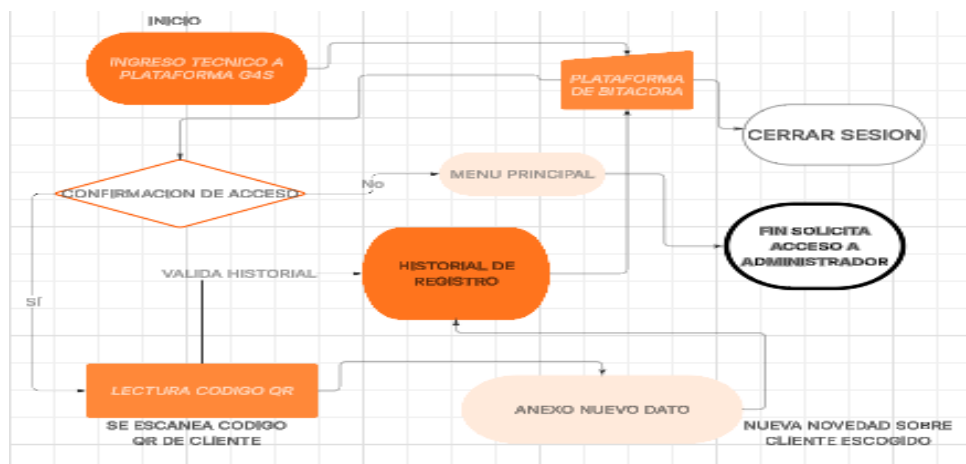 INICIO
INGRESO TECNICO A
PLATAFORMA G4S
PLATAFORMA
DE BITACORA
CERRAR SESION
CONFIRMACION DE ACCESO
No
MENU PRINCIPAL
FIN SOLICITA
ACCESO A
ADMINISTRADOR
VALIDA HISTORIAL
HISTORIAL DE
REGISTRO
SÍ
LECTURA CODIGO QR
SE ESCANEA CODIGO
QR DE CLIENTE
ANEXO NUEVO DATO
NUEVA NOVEDAD SOBRE
CLIENTE ESCOGIDO